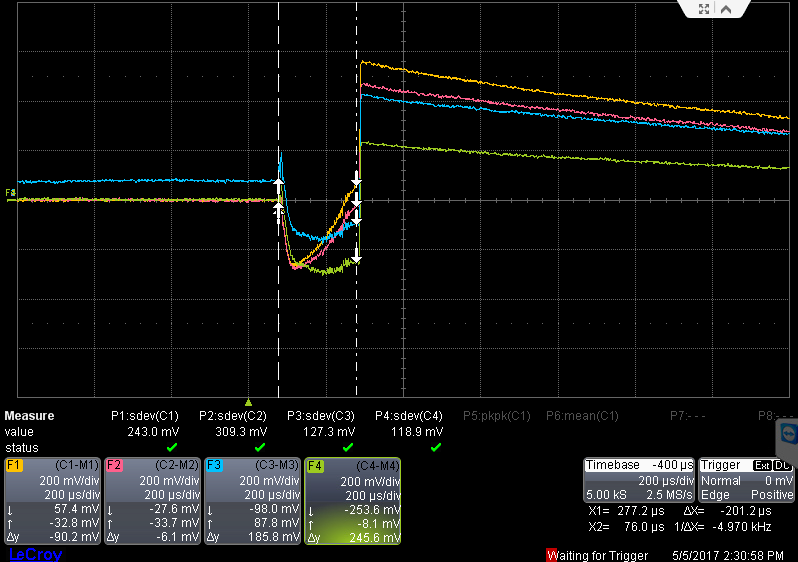 F3
Measure P1:sdev(C1) P2:sdev(C2) P3:sdev(C3) P4:sdev(C4) P5:pkpk(C1) P6:mean(C1) P7:--- P8:---
value 243.0 mV 309.3 mV 127.3 mV 118.9 mV
status
F1 (C1-M1) F2 (C2-M2) F3 (C3-M3) F4 (C4-M4) Timebase -400 µs Trigger Ext DC
200 mV/div 200 mV/div 200 mV/div 200 mV/div 200 µs/div Normal 0 mV
200 µs/div 200 µs/div 200 µs/div 200 µs/div 5.00 kS 2.5 MS/s Edge Positive
↓ 57.4 mV ↓ -27.6 mV ↓ -98.0 mV ↓ -253.6 mV X1= 277.2 µs ΔX= -201.2 µs
↑ -32.8 mV ↑ -33.7 mV ↑ 87.8 mV ↑ -8.1 mV X2= 76.0 µs 1/ΔX= -4.970 kHz
Δy -90.2 mV Δy -6.1 mV Δy 185.8 mV Δy 245.6 mV
LeCroy Waiting for Trigger 5/5/2017 2:30:58 PM